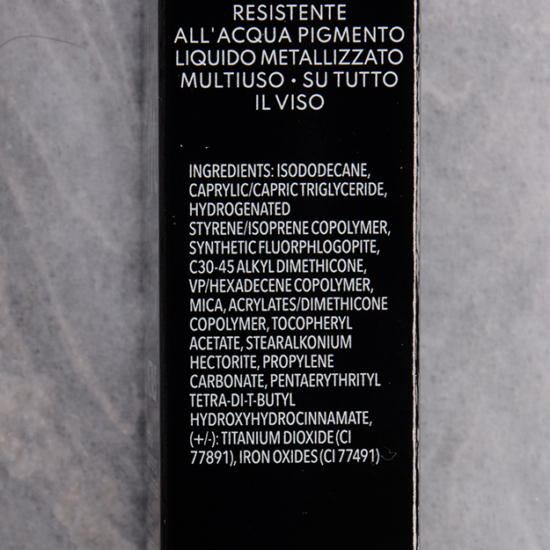 RESISTENTE
ALL'ACQUA PIGMENTO
LIQUIDO METALLIZZATO
MULTIUSO • SU TUTTO
IL VISO
INGREDIENTS: ISODODECANE,
CAPRYLIC/CAPRIC TRIGLYCERIDE,
HYDROGENATED
STYRENE/ISOPRENE COPOLYMER,
SYNTHETIC FLUORPHLOGOPITE,
C30-45 ALKYL DIMETHICONE,
VP/HEXADECENE COPOLYMER,
MICA, ACRYLATES/DIMETHICONE
COPOLYMER, TOCOPHERYL
ACETATE, STEARALKONIUM
HECTORITE, PROPYLENE
CARBONATE, PENTAERYTHRITYL
TETRA-DI-T-BUTYL
HYDROXYHYDROCINNAMATE,
(+/-): TITANIUM DIOXIDE (CI
77891), IRON OXIDES (CI 77491)